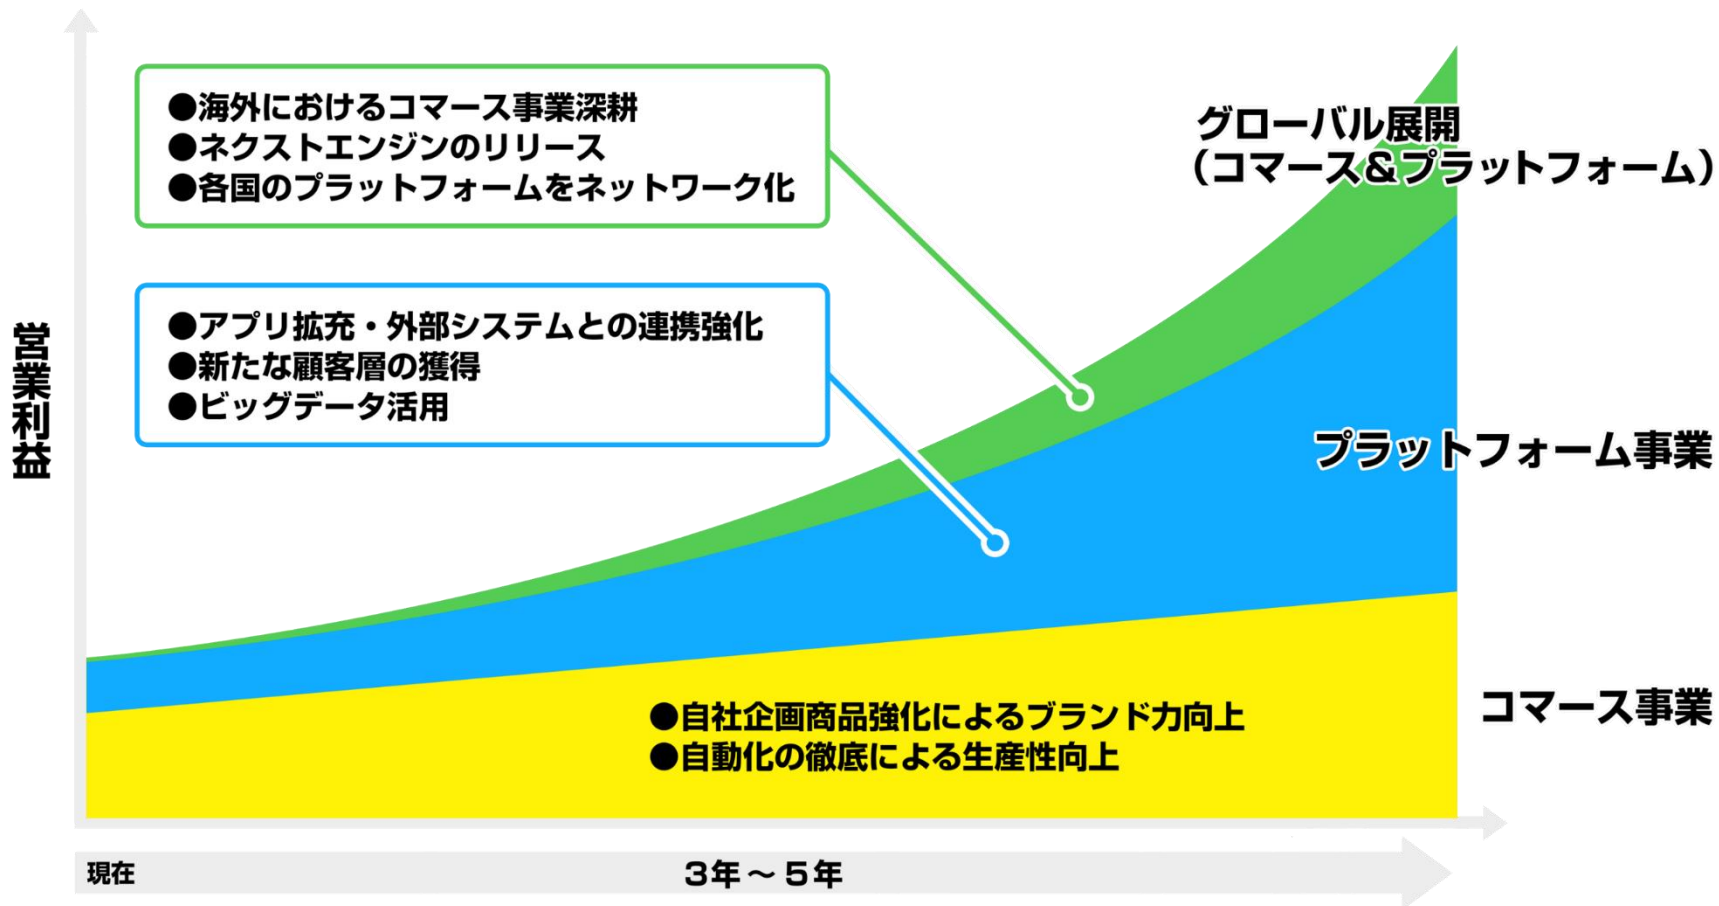 ●海外におけるコマース事業深耕
●ネクストエンジンのリリース
●各国のプラットフォームをネットワーク化
グローバル展開
（コマース＆プラットフォーム）
●アプリ拡充・外部システムとの連携強化
●新たな顧客層の獲得
●ビッグデータ活用
営業利益
プラットフォーム事業
●自社企画商品強化によるブランド力向上
●自動化の徹底による生産性向上
コマース事業
現在
３年～５年